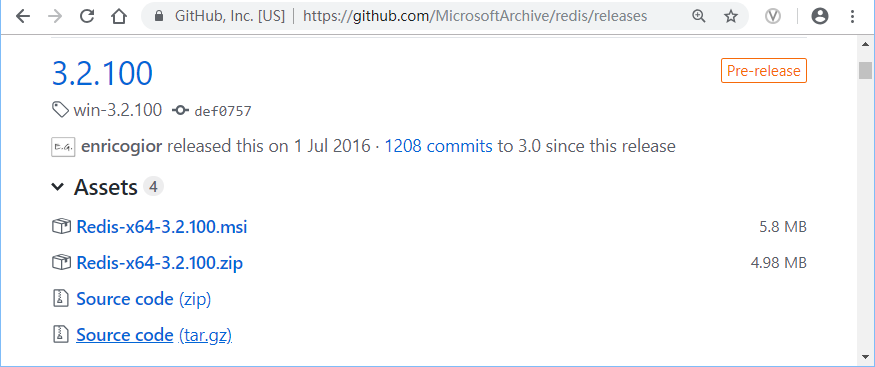 GitHub, Inc. [US] | https://github.com/MicrosoftArchive/redis/releases
3.2.100
Pre-release
win-3.2.100 def0757
E.G. enricogior released this on 1 Jul 2016 · 1208 commits to 3.0 since this release
Assets 4
Redis-x64-3.2.100.msi 5.8 MB
Redis-x64-3.2.100.zip 4.98 MB
Source code (zip)
Source code (tar.gz)